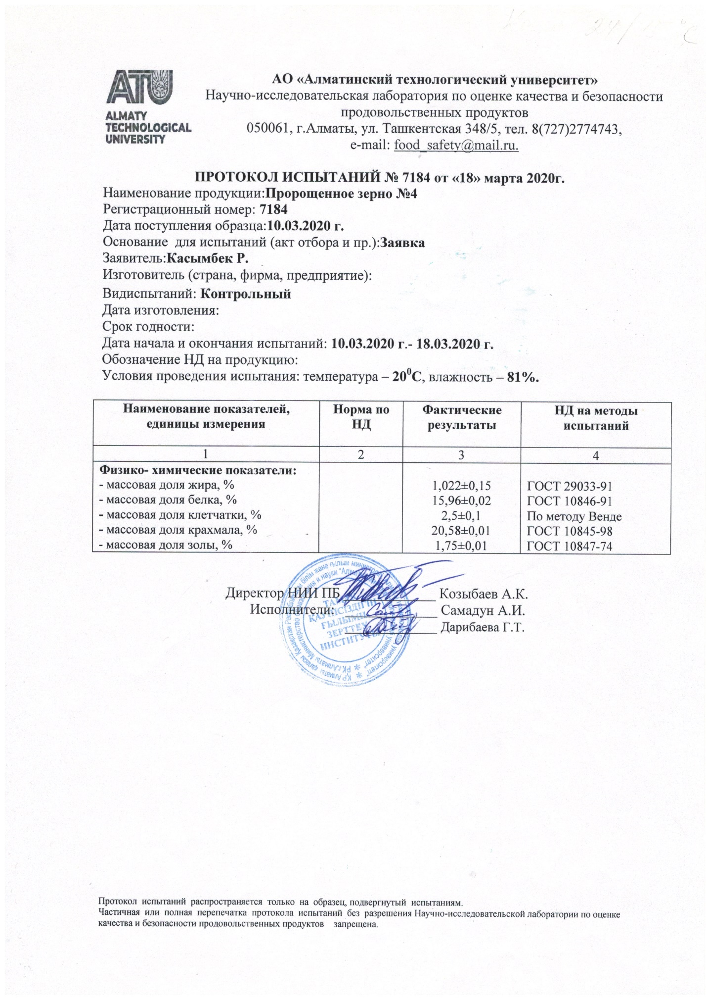 24/ °C
ATU
ALMATY
TECHNOLOGICAL
UNIVERSITY
АО «Алматинский технологический университет»
Научно-исследовательская лаборатория по оценке качества и безопасности
продовольственных продуктов
050061, г.Алматы, ул. Ташкентская 348/5, тел. 8(727)2774743,
e-mail: food_safety@mail.ru.
ПРОТОКОЛ ИСПЫТАНИЙ № 7184 от «18» марта 2020г.
Наименование продукции:Пророщенное зерно №4
Регистрационный номер: 7184
Дата поступления образца:10.03.2020 г.
Основание для испытаний (акт отбора и пр.):Заявка
Заявитель:Касымбек Р.
Изготовитель (страна, фирма, предприятие):
Видиспытаний: Контрольный
Дата изготовления:
Срок годности:
Дата начала и окончания испытаний: 10.03.2020 г.- 18.03.2020 г.
Обозначение НД на продукцию:
Условия проведения испытания: температура – 20⁰С, влажность – 81%.
Наименование показателей, Норма по Фактические НД на методы
единицы измерения НД результаты испытаний
1 2 3 4
Физико- химические показатели:
- массовая доля жира, % 1,022±0,15 ГОСТ 29033-91
- массовая доля белка, % 15,96±0,02 ГОСТ 10846-91
- массовая доля клетчатки, % 2,5±0,1 По методу Венде
- массовая доля крахмала, % 20,58±0,01 ГОСТ 10845-98
- массовая доля золы, % 1,75±0,01 ГОСТ 10847-74
Директор НИИ ПБ Козыбаев А.К.
Исполнители: Самадун А.И.
Дарибаева Г.Т.
ҚАУІПСІЗДІГІН
ҒЫЛЫМИ
ЗЕРТТЕУ
ИНСТИТУТЫ
Протокол испытаний распространяется только на образец, подвергнутый испытаниям.
Частичная или полная перепечатка протокола испытаний без разрешения Научно-исследовательской лаборатории по оценке
качества и безопасности продовольственных продуктов запрещена.